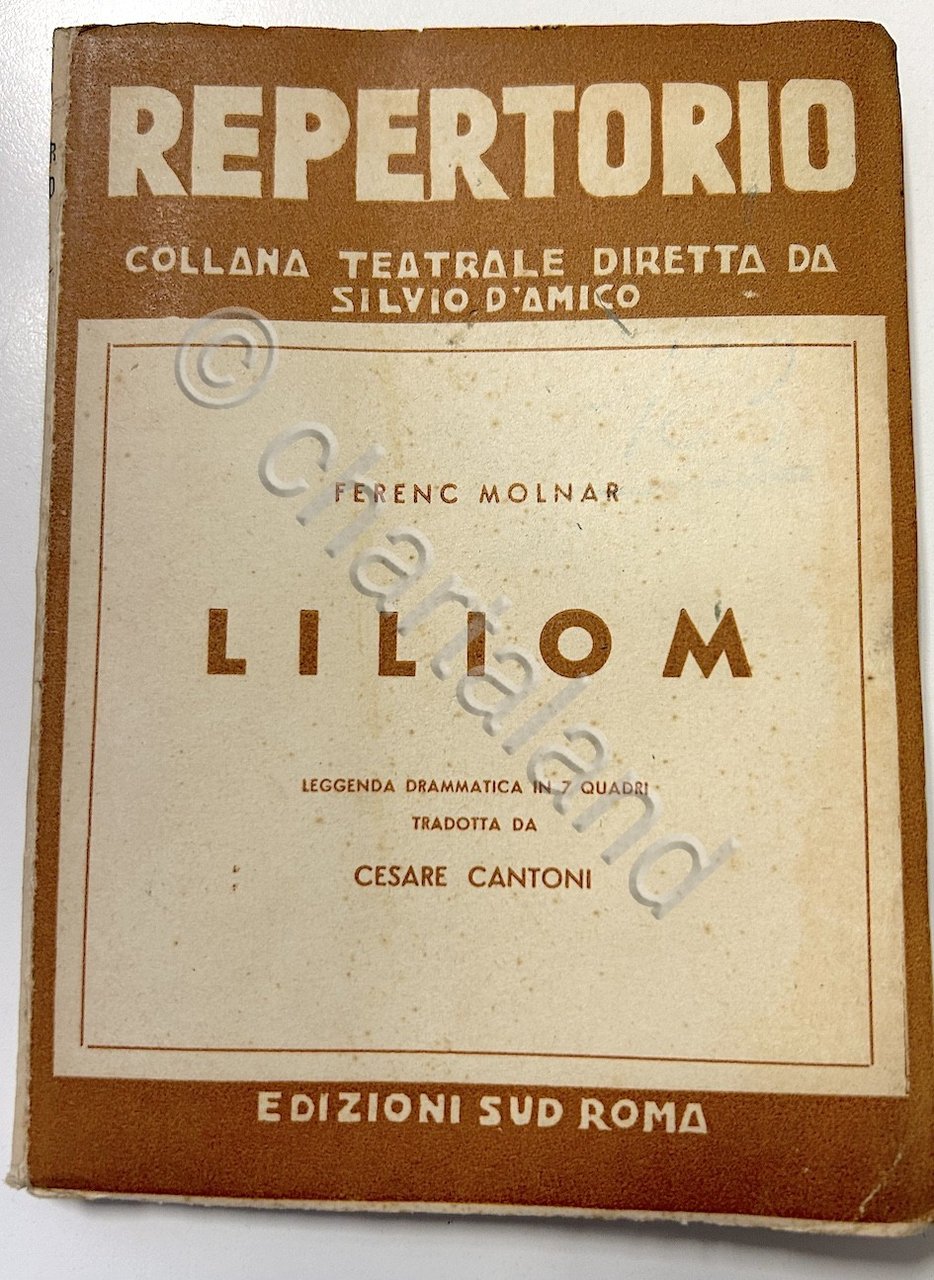 REPERTORIO
COLLANA TEATRALE DIRETTA DA
SILVIO D'AMICO
FERENC MOLNAR
LILIOM
LEGGENDA DRAMMATICA IN 7 QUADRI
TRADOTTA DA
CESARE CANTONI
EDIZIONI SUD ROMA
© chartaland